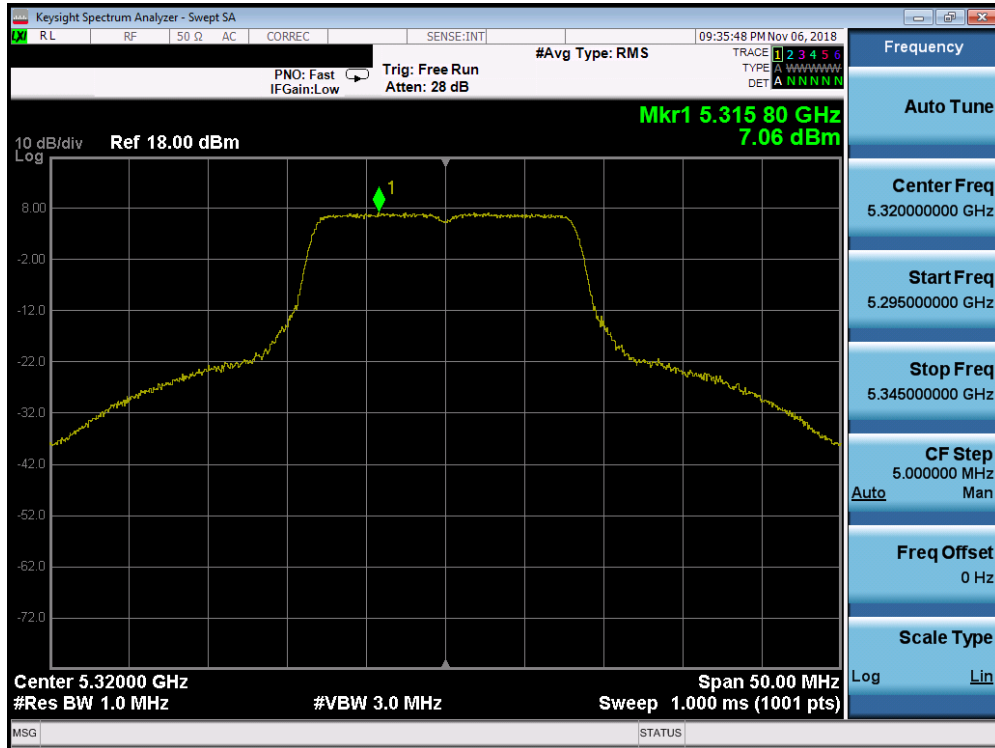 Keysight Spectrum Analyzer - Swept SA
LXI RL RF 50 Ω AC CORREC SENSE:INT 09:35:48 PM Nov 06, 2018
#Avg Type: RMS TRACE 1 2 3 4 5 6
PNO: Fast Trig: Free Run TYPE A WWWWW
IFGain:Low Atten: 28 dB DET A N N N N N
Mkr1 5.315 80 GHz
7.06 dBm
10 dB/div Ref 18.00 dBm
Log
1
8.00
-2.00
-12.0
-22.0
-32.0
-42.0
-52.0
-62.0
-72.0
Center 5.32000 GHz Span 50.00 MHz
#Res BW 1.0 MHz #VBW 3.0 MHz Sweep 1.000 ms (1001 pts)
MSG STATUS
Frequency
Auto Tune
Center Freq
5.320000000 GHz
Start Freq
5.295000000 GHz
Stop Freq
5.345000000 GHz
CF Step
5.000000 MHz
Auto Man
Freq Offset
0 Hz
Scale Type
Log Lin